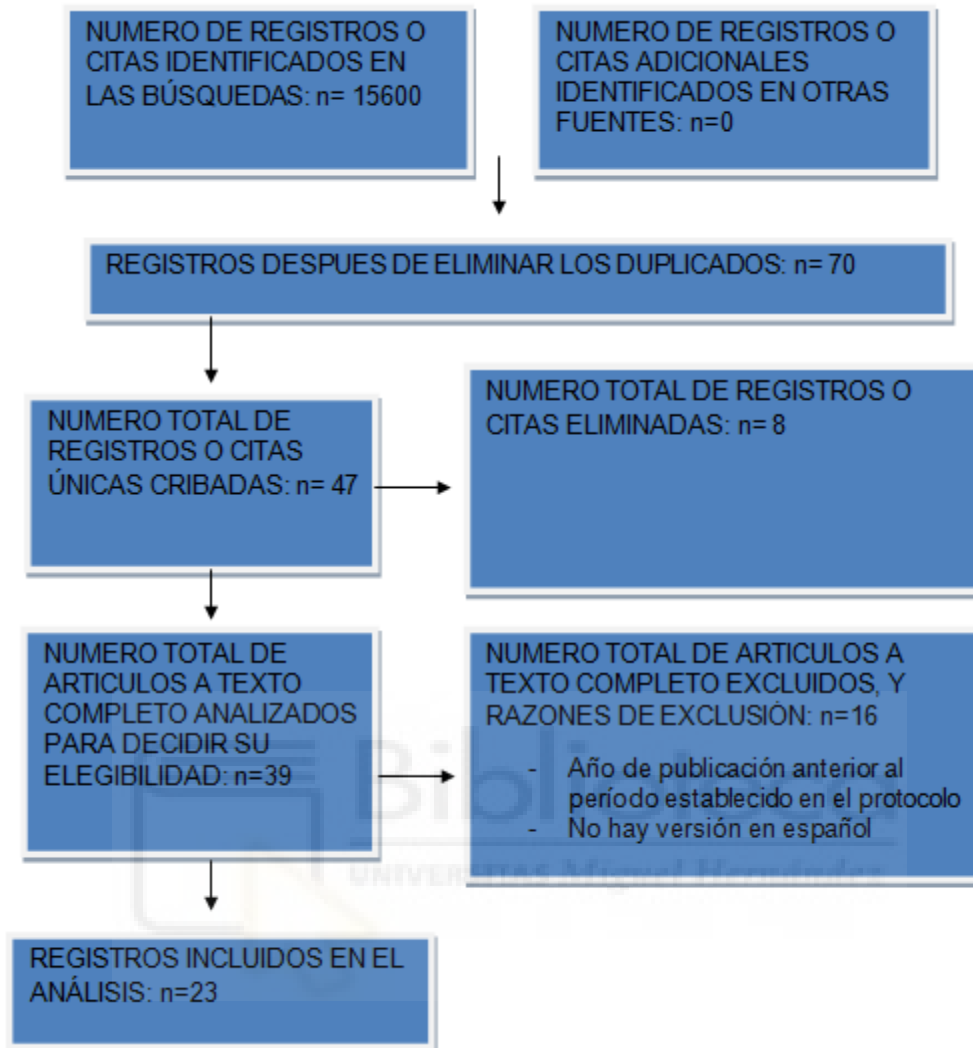 NUMERO DE REGISTROS O
CITAS IDENTIFICADOS EN
LAS BÚSQUEDAS: n= 15600
NUMERO DE REGISTROS O
CITAS ADICIONALES
IDENTIFICADOS EN OTRAS
FUENTES: n=0
REGISTROS DESPUES DE ELIMINAR LOS DUPLICADOS: n= 70
NUMERO TOTAL DE
REGISTROS O CITAS
ÚNICAS CRIBADAS: n= 47
NUMERO TOTAL DE REGISTROS O
CITAS ELIMINADAS: n= 8
NUMERO TOTAL DE
ARTICULOS A TEXTO
COMPLETO ANALIZADOS
PARA DECIDIR SU
ELEGIBILIDAD: n=39
NUMERO TOTAL DE ARTICULOS A
TEXTO COMPLETO EXCLUIDOS, Y
RAZONES DE EXCLUSIÓN: n=16
- Año de publicación anterior al
período establecido en el protocolo
- No hay versión en español
Biblioteca
UNIVERSITAS Miguel Hernández
REGISTROS INCLUIDOS EN EL
ANÁLISIS: n=23